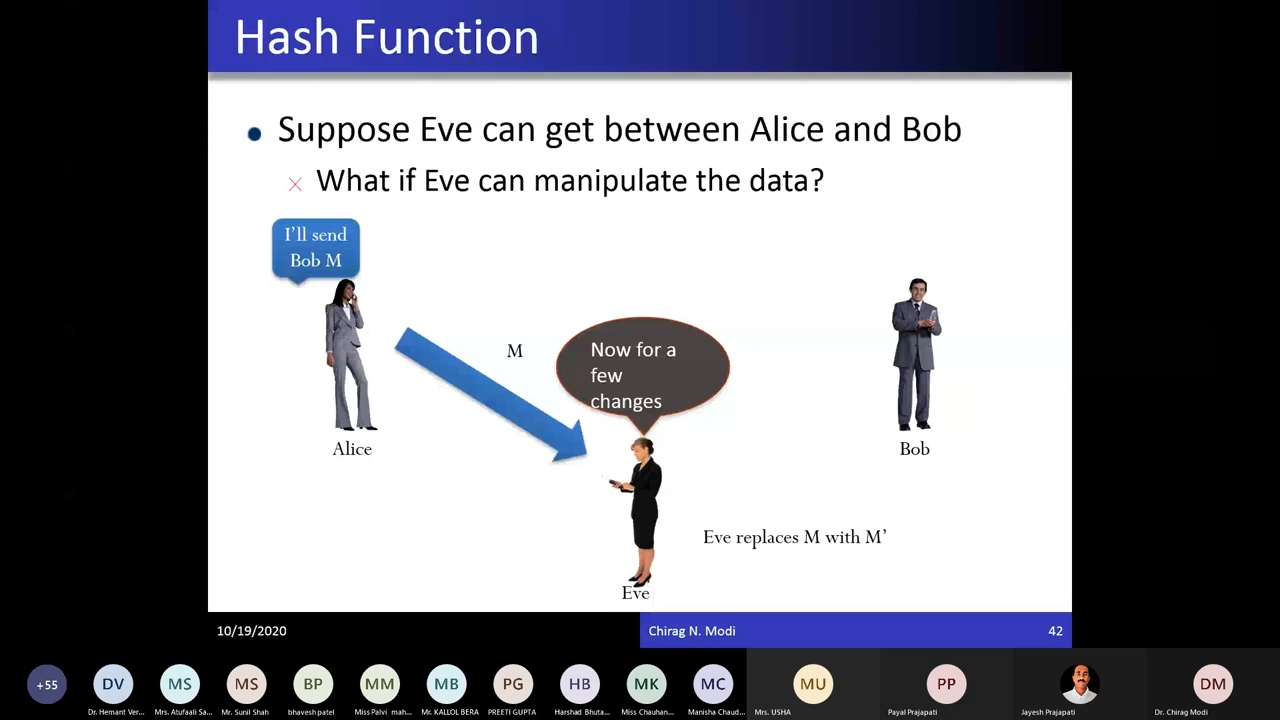 Hash Function
Suppose Eve can get between Alice and Bob
What if Eve can manipulate the data?
I'll send
Bob M
M
Now for a
few
changes
Alice
Bob
Eve replaces M with M'
Eve
10/19/2020
Chirag N. Modi
42
+55
DV
MS
MS
BP
MM
MB
PG
HB
MK
MC
MU
PP
DM
Dr. Hemant Ver...
Mrs. Atufaali Sa...
Mr. Sunil Shah
bhavesh patel
Miss Palvi mah...
Mr. KALLOL BERA
PREETI GUPTA
Harshad Bhuta...
Miss Chauhan...
Manisha Chaud...
Mrs. USHA
Payal Prajapati
Jayesh Prajapati
Dr. Chirag Modi